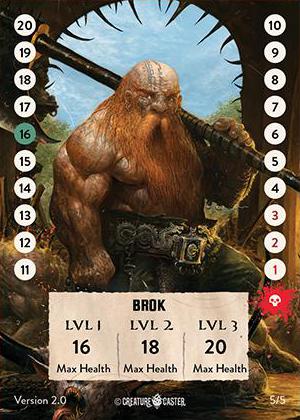 20 10
19 9
18 8
17 7
16 6
15 5
14 4
13 3
12 2
11 1
BROK
LVL 1 LVL 2 LVL 3
16 18 20
Max Health Max Health Max Health
Version 2.0 © CREATURE CASTER 5/5